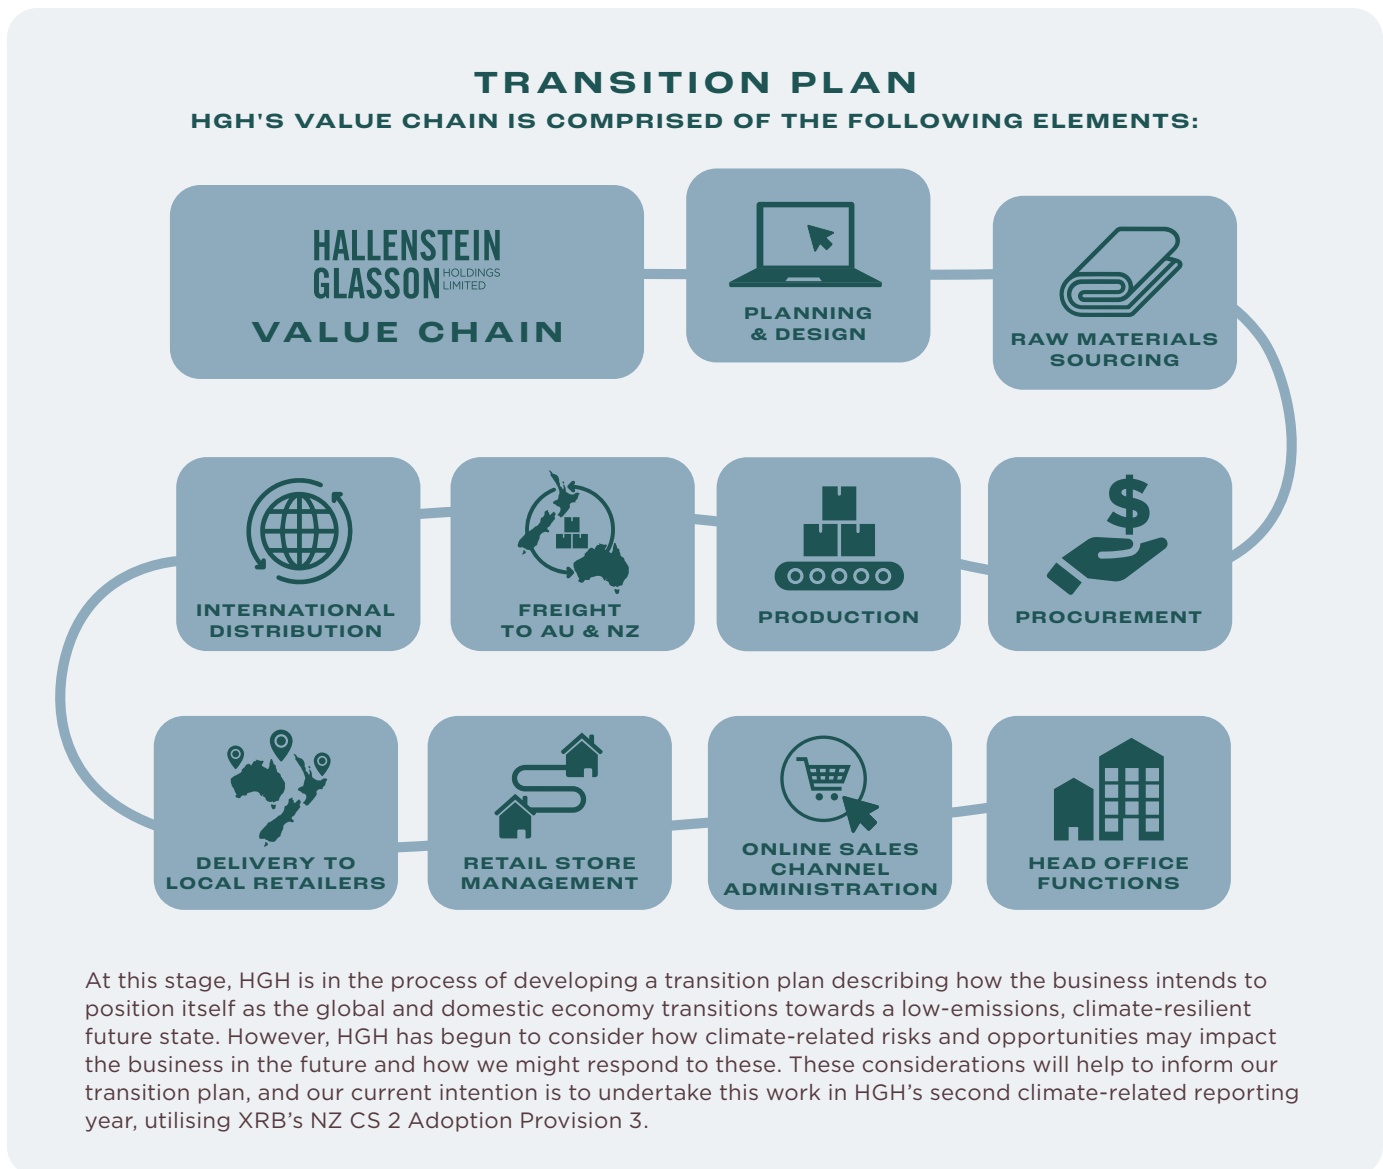 TRANSITION PLAN
HGH'S VALUE CHAIN IS COMPRISED OF THE FOLLOWING ELEMENTS:
HALLENSTEIN
GLASSON HOLDINGS
LIMITED
VALUE CHAIN
PLANNING
& DESIGN
RAW MATERIALS
SOURCING
INTERNATIONAL
DISTRIBUTION
FREIGHT
TO AU & NZ
PRODUCTION
$
PROCUREMENT
DELIVERY TO
LOCAL RETAILERS
RETAIL STORE
MANAGEMENT
ONLINE SALES
CHANNEL
ADMINISTRATION
HEAD OFFICE
FUNCTIONS
At this stage, HGH is in the process of developing a transition plan describing how the business intends to
position itself as the global and domestic economy transitions towards a low-emissions, climate-resilient
future state. However, HGH has begun to consider how climate-related risks and opportunities may impact
the business in the future and how we might respond to these. These considerations will help to inform our
transition plan, and our current intention is to undertake this work in HGH’s second climate-related reporting
year, utilising XRB’s NZ CS 2 Adoption Provision 3.